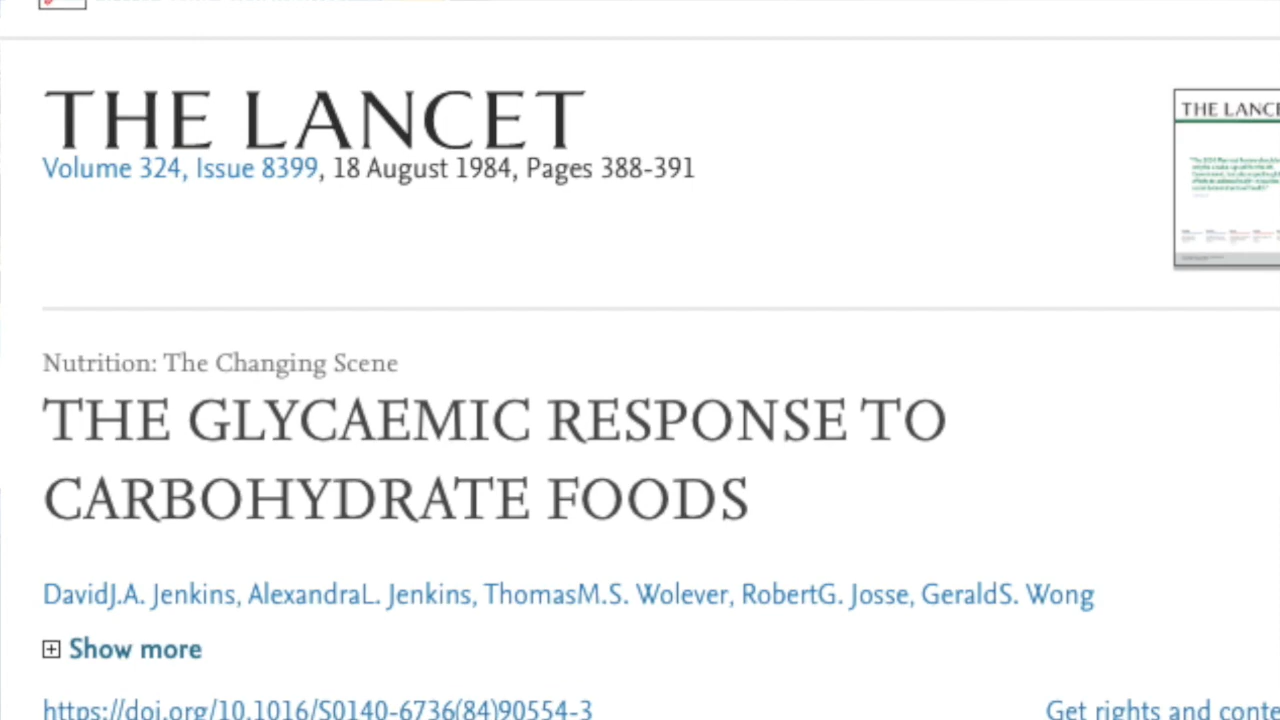 THE LANCET
Volume 324, Issue 8399, 18 August 1984, Pages 388-391
THE LANCE
Nutrition: The Changing Scene
THE GLYCAEMIC RESPONSE TO
CARBOHYDRATE FOODS
DavidJ.A. Jenkins, AlexandraL. Jenkins, ThomasM.S. Wolever, RobertG. Josse, GeraldS. Wong
Show more
https://doi.org/10.1016/S0140-6736(84)90554-3
Get rights and conte